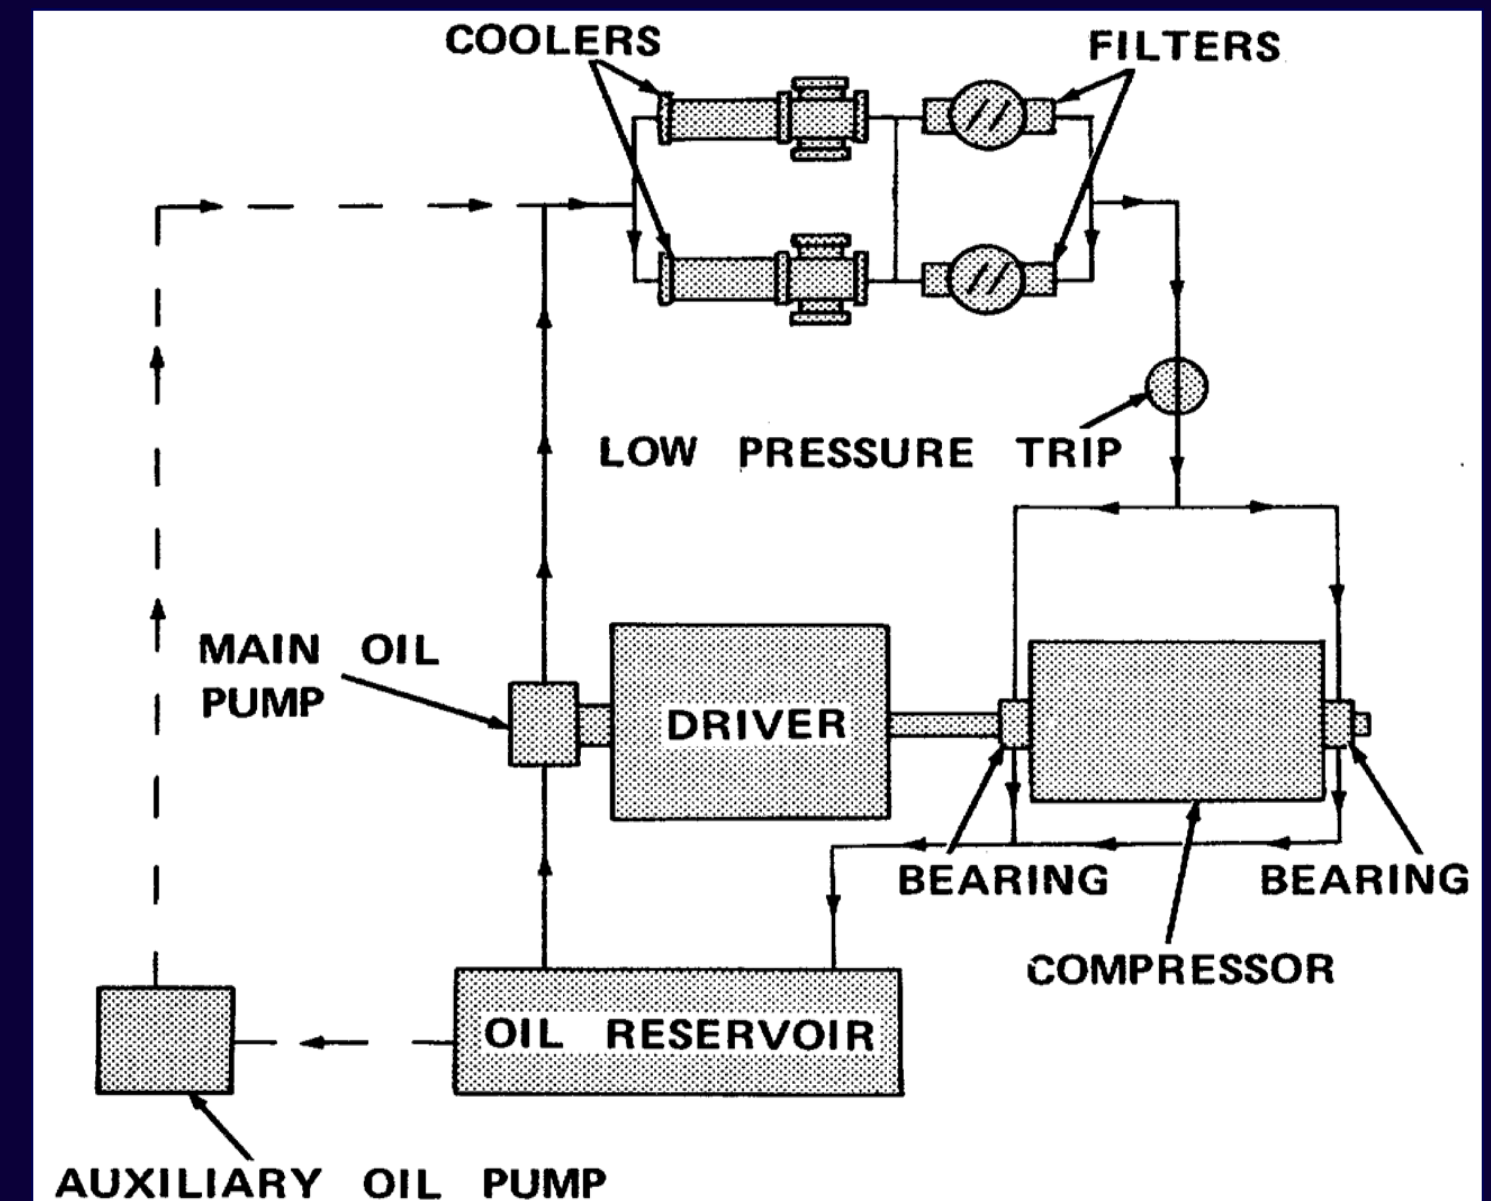 COOLERS
FILTERS
LOW PRESSURE TRIP
MAIN OIL
PUMP
DRIVER
BEARING
BEARING
COMPRESSOR
OIL RESERVOIR
AUXILIARY OIL PUMP